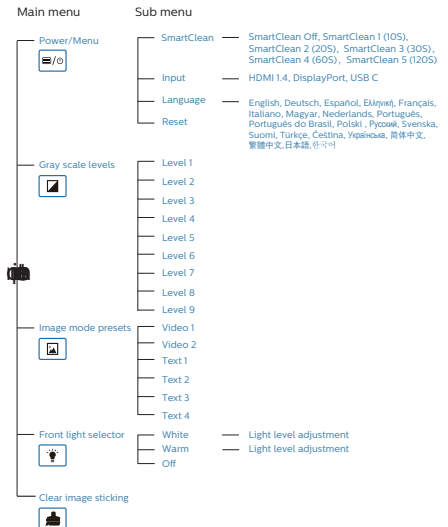 Main menu
Sub menu
Power/Menu
SmartClean
SmartClean Off, SmartClean 1 (10S),
SmartClean 2 (20S), SmartClean 3 (30S),
SmartClean 4 (60S), SmartClean 5 (120S)
Input
HDMI 1.4, DisplayPort, USB C
Language
English, Deutsch, Español, Ελληνική, Français,
Italiano, Magyar, Nederlands, Português,
Português do Brasil, Polski , Русский, Svenska,
Suomi, Türkçe, Čeština, Українська, 简体中文,
繁體中文,日本語,한국어
Reset
Gray scale levels
Level 1
Level 2
Level 3
Level 4
Level 5
Level 6
Level 7
Level 8
Level 9
Image mode presets
Video 1
Video 2
Text 1
Text 2
Text 3
Text 4
Front light selector
White
Light level adjustment
Warm
Light level adjustment
Off
Clear image sticking